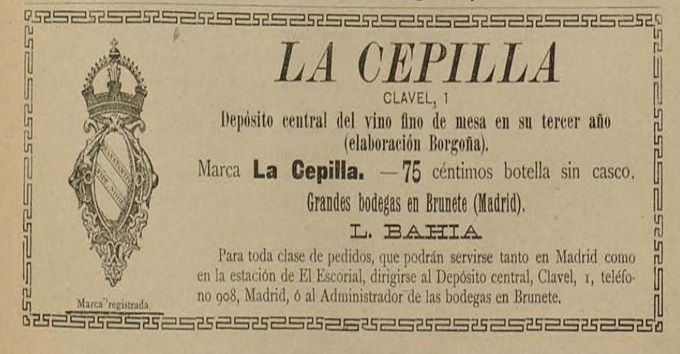 LA CEPILLA
CLAVEL, 1
Depósito central del vino fino de mesa en su tercer año
(elaboración Borgoña).
Marca La Cepilla. — 75 céntimos botella sin casco.
Grandes bodegas en Brunete (Madrid).
L. BAHIA
Para toda clase de pedidos, que podrán servirse tanto en Madrid como
en la estación de El Escorial, dirigirse al Depósito central, Clavel, 1, teléfo-
no 908, Madrid, ó al Administrador de las bodegas en Brunete.
Marca registrada